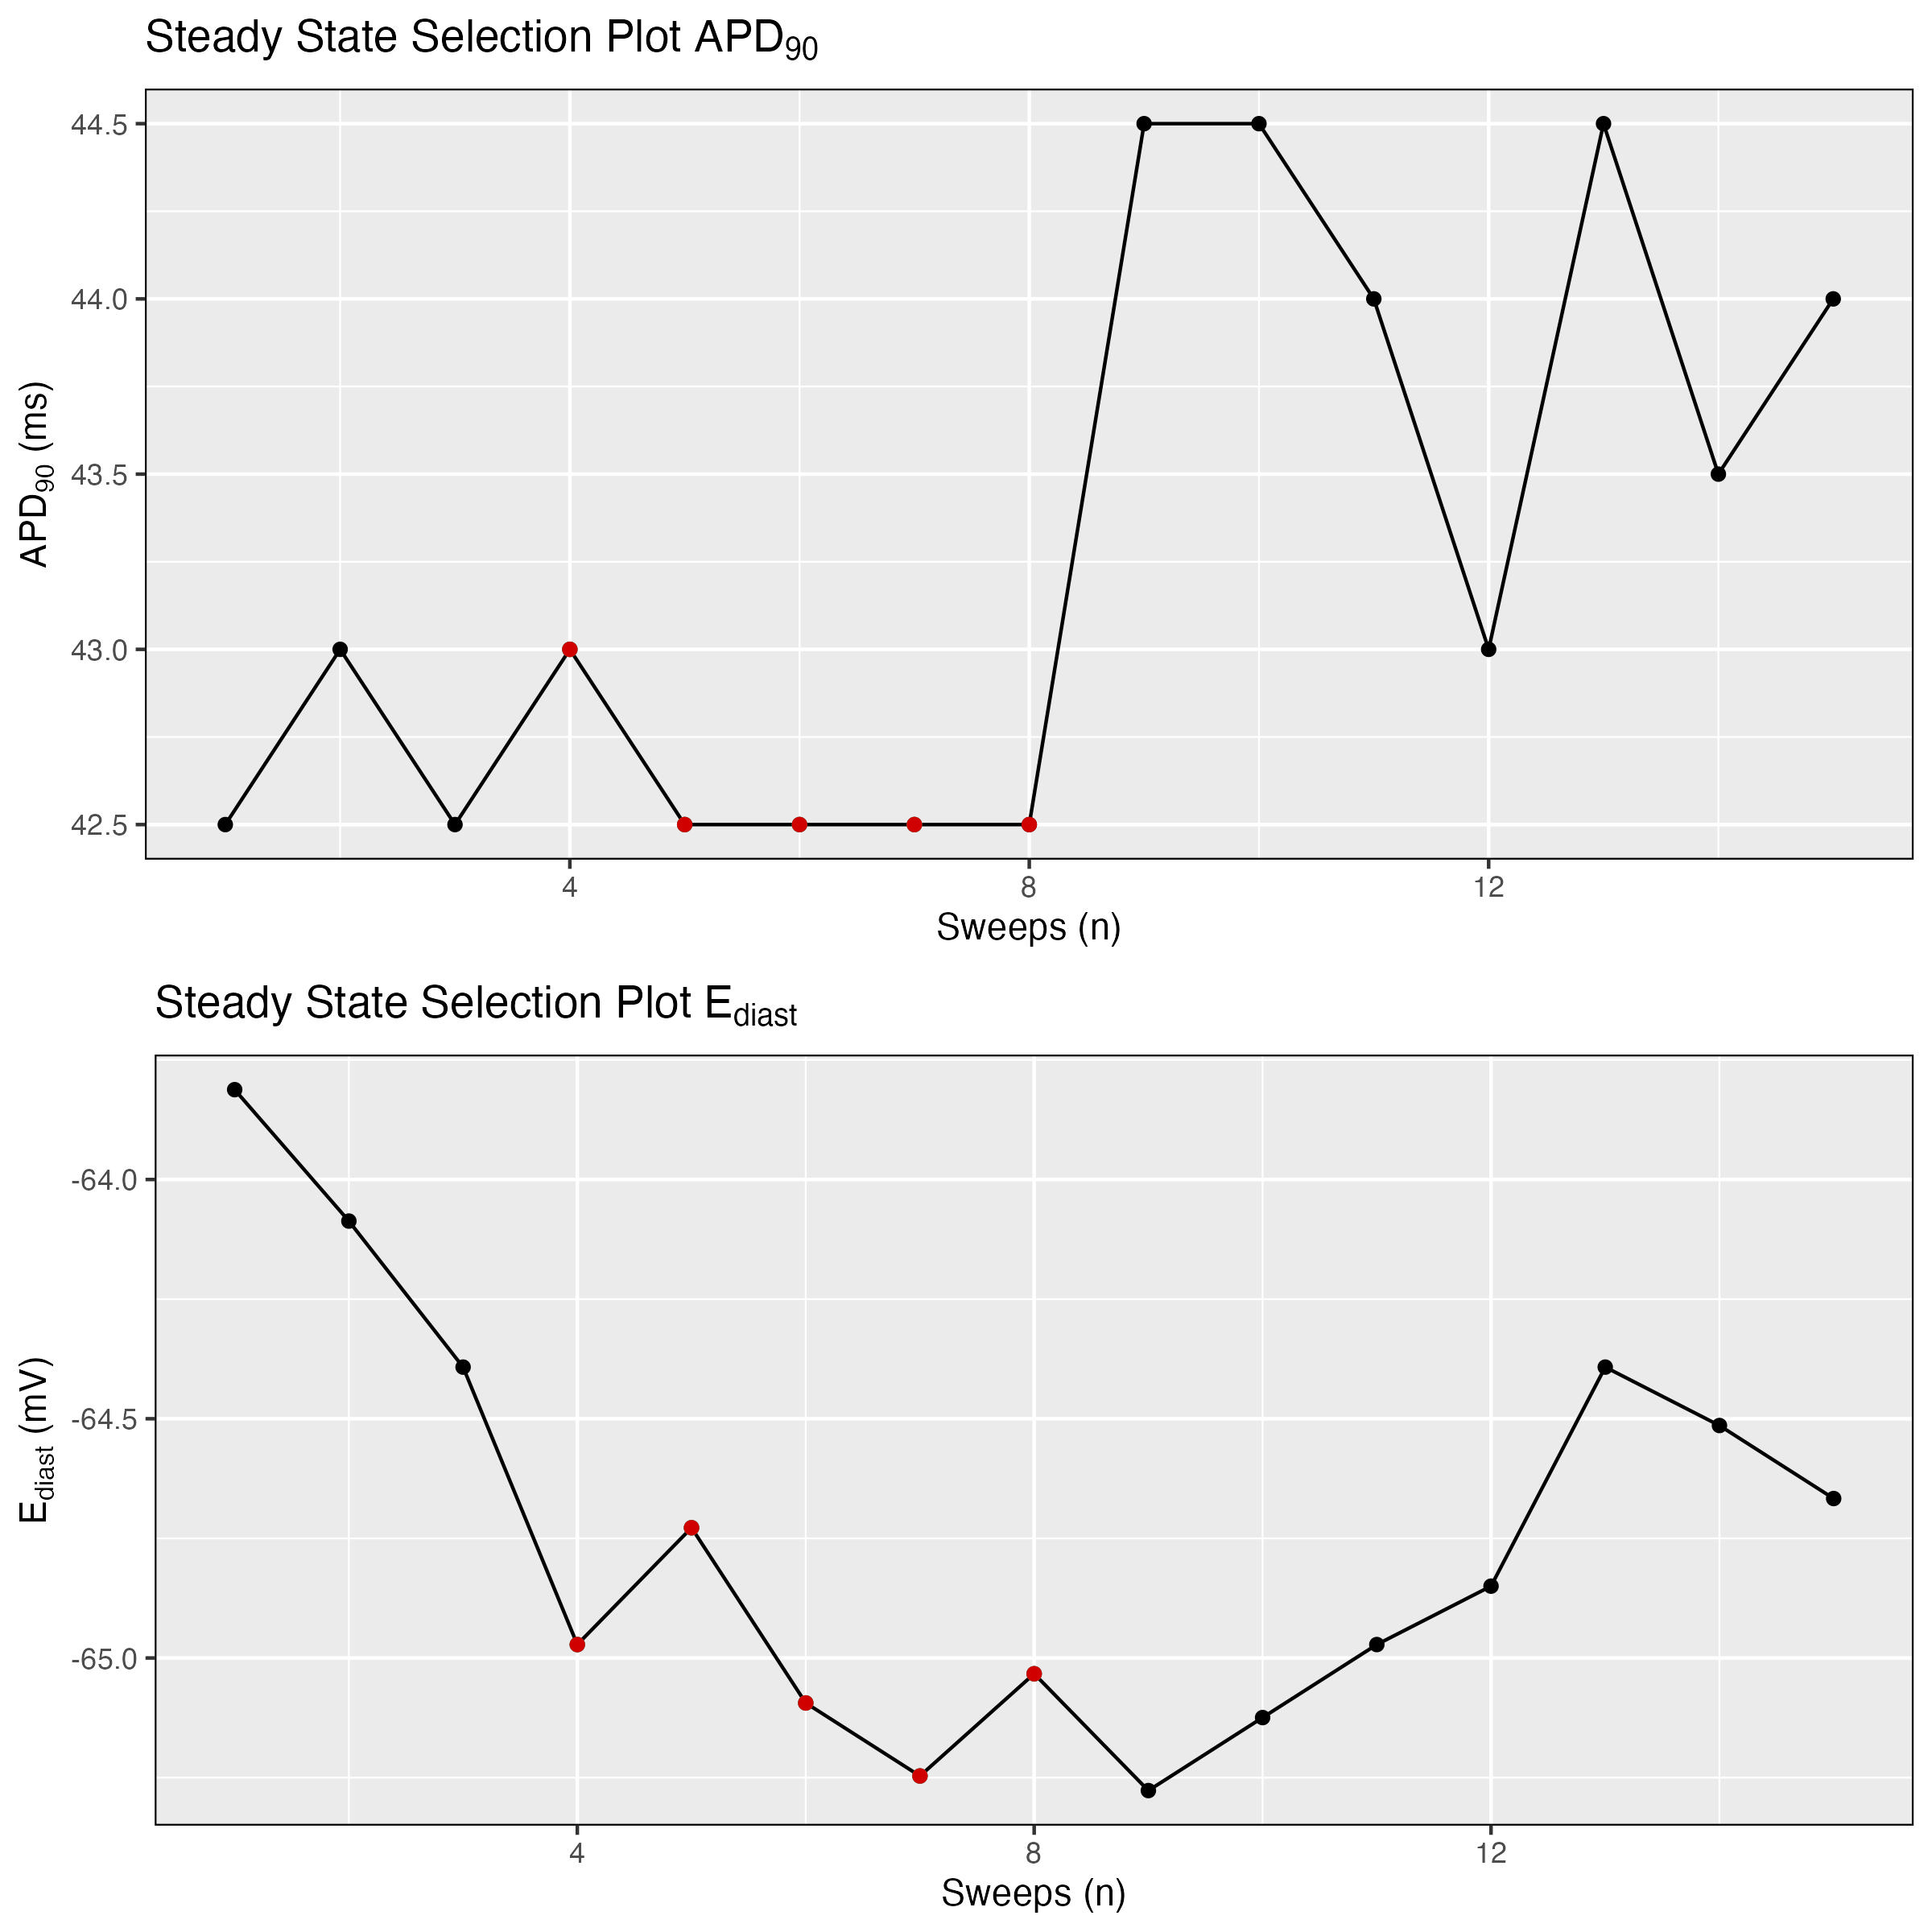 Steady State Selection Plot APD90
44.5
44.0
43.5
43.0
42.5
APD90 (ms)
4 8 12
Sweeps (n)
Steady State Selection Plot Ediast
-64.0
-64.5
-65.0
Ediast (mV)
4 8 12
Sweeps (n)